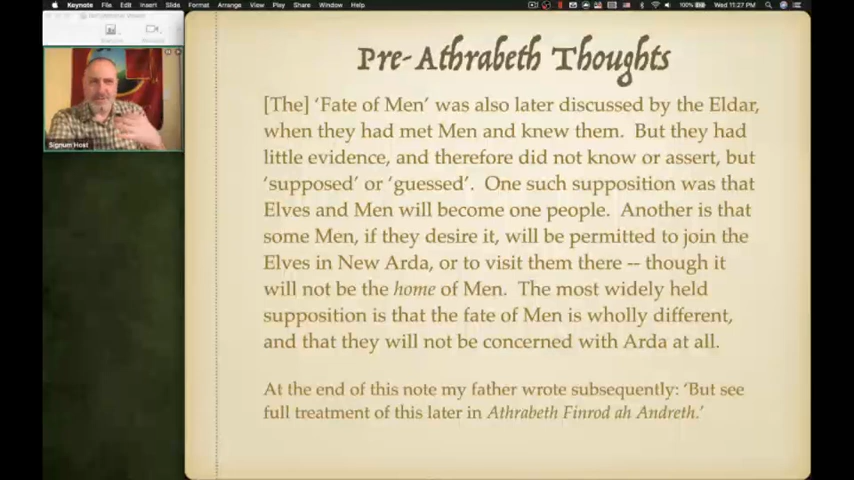 Keynote File Edit Insert Slide Format Arrange View Play Share Window Help
100% Wed 11:27 PM
Signum Host
Pre-Athrabeth Thoughts
[The] ‘Fate of Men’ was also later discussed by the Eldar,
when they had met Men and knew them. But they had
little evidence, and therefore did not know or assert, but
‘supposed’ or ‘guessed’. One such supposition was that
Elves and Men will become one people. Another is that
some Men, if they desire it, will be permitted to join the
Elves in New Arda, or to visit them there -- though it
will not be the home of Men. The most widely held
supposition is that the fate of Men is wholly different,
and that they will not be concerned with Arda at all.
At the end of this note my father wrote subsequently: ‘But see
full treatment of this later in Athrabeth Finrod ah Andreth.’